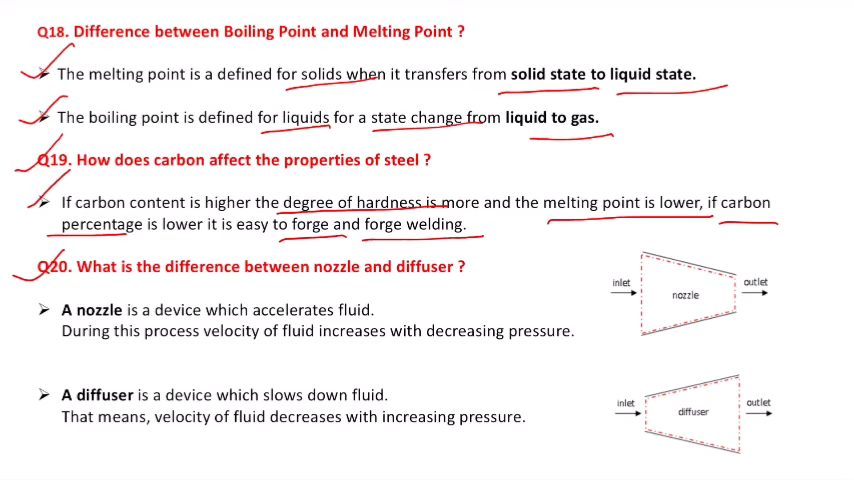 Q18. Difference between Boiling Point and Melting Point ?
➤ The melting point is a defined for solids when it transfers from solid state to liquid state.
➤ The boiling point is defined for liquids for a state change from liquid to gas.
Q19. How does carbon affect the properties of steel ?
➤ If carbon content is higher the degree of hardness is more and the melting point is lower, if carbon
percentage is lower it is easy to forge and forge welding.
Q20. What is the difference between nozzle and diffuser ?
inlet
nozzle
outlet
➤ A nozzle is a device which accelerates fluid.
During this process velocity of fluid increases with decreasing pressure.
➤ A diffuser is a device which slows down fluid.
That means, velocity of fluid decreases with increasing pressure.
inlet
diffuser
outlet